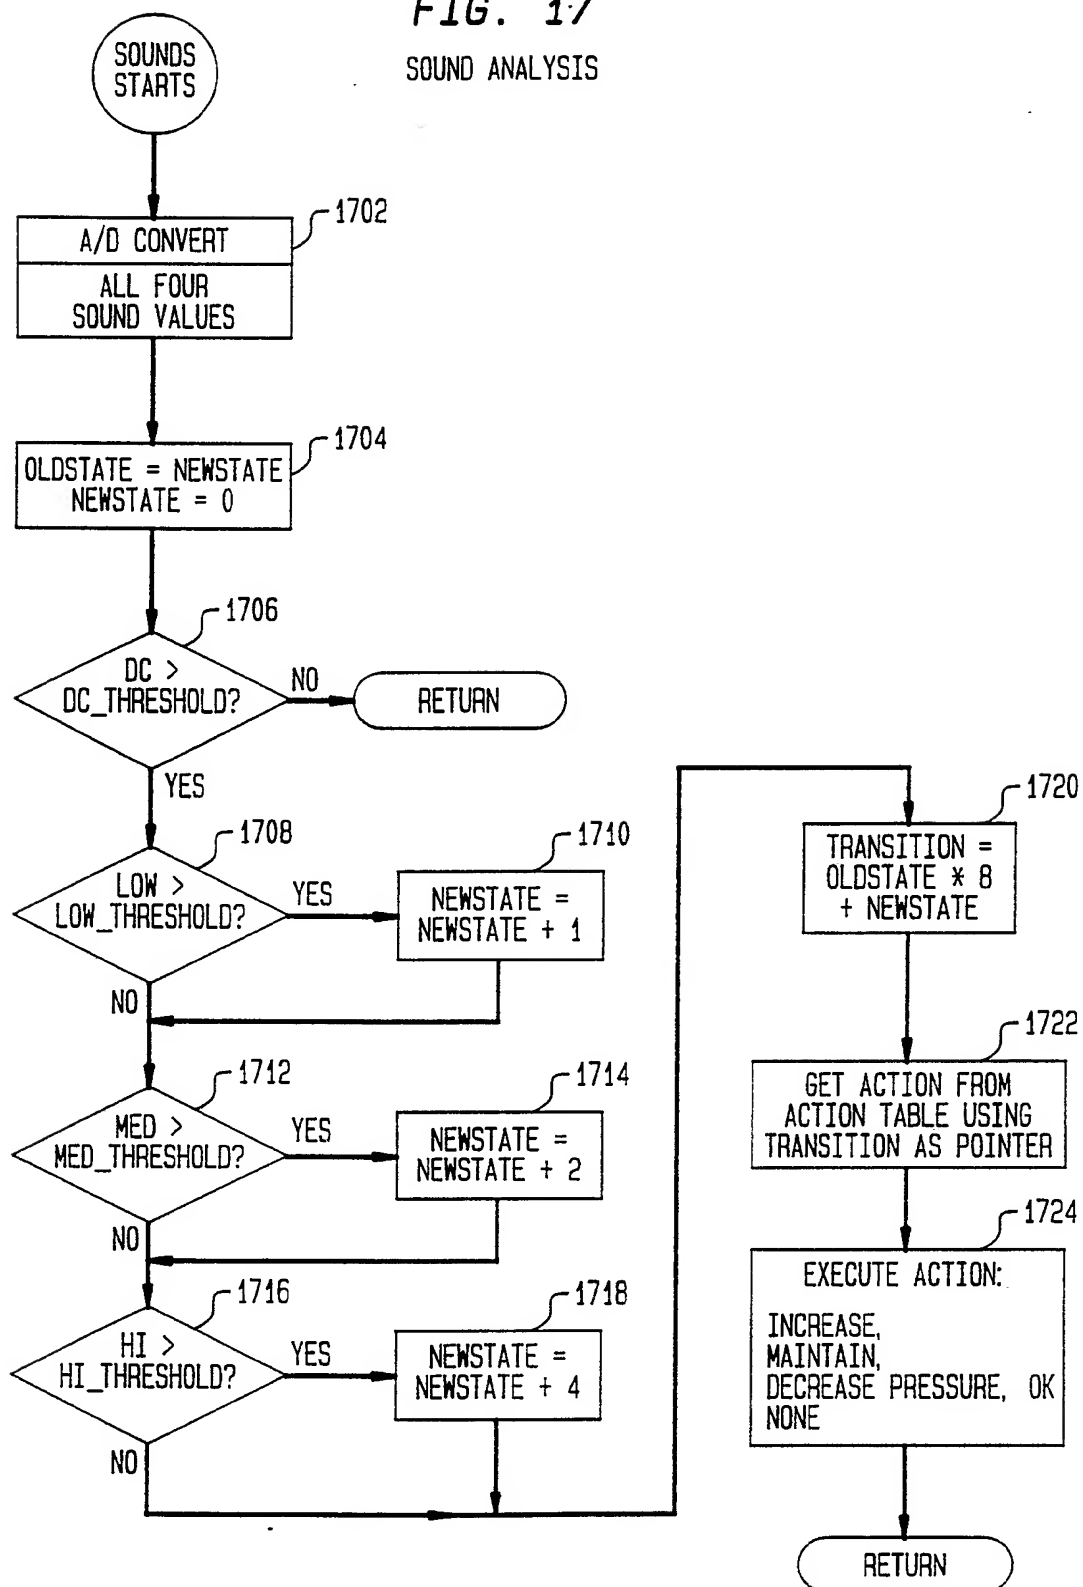 FIG. 17
SOUND ANALYSIS
SOUNDS
STARTS
1702
A/D CONVERT
ALL FOUR
SOUND VALUES
1704
OLDSTATE = NEWSTATE
NEWSTATE = 0
1706
DC >
DC_THRESHOLD?
NO
RETURN
YES
1708
LOW >
LOW_THRESHOLD?
YES
1710
NEWSTATE =
NEWSTATE + 1
NO
1712
MED >
MED_THRESHOLD?
YES
1714
NEWSTATE =
NEWSTATE + 2
NO
1716
HI >
HI_THRESHOLD?
YES
1718
NEWSTATE =
NEWSTATE + 4
NO
1720
TRANSITION =
OLDSTATE * 8
+ NEWSTATE
1722
GET ACTION FROM
ACTION TABLE USING
TRANSITION AS POINTER
1724
EXECUTE ACTION:
INCREASE,
MAINTAIN,
DECREASE PRESSURE, OK
NONE
RETURN